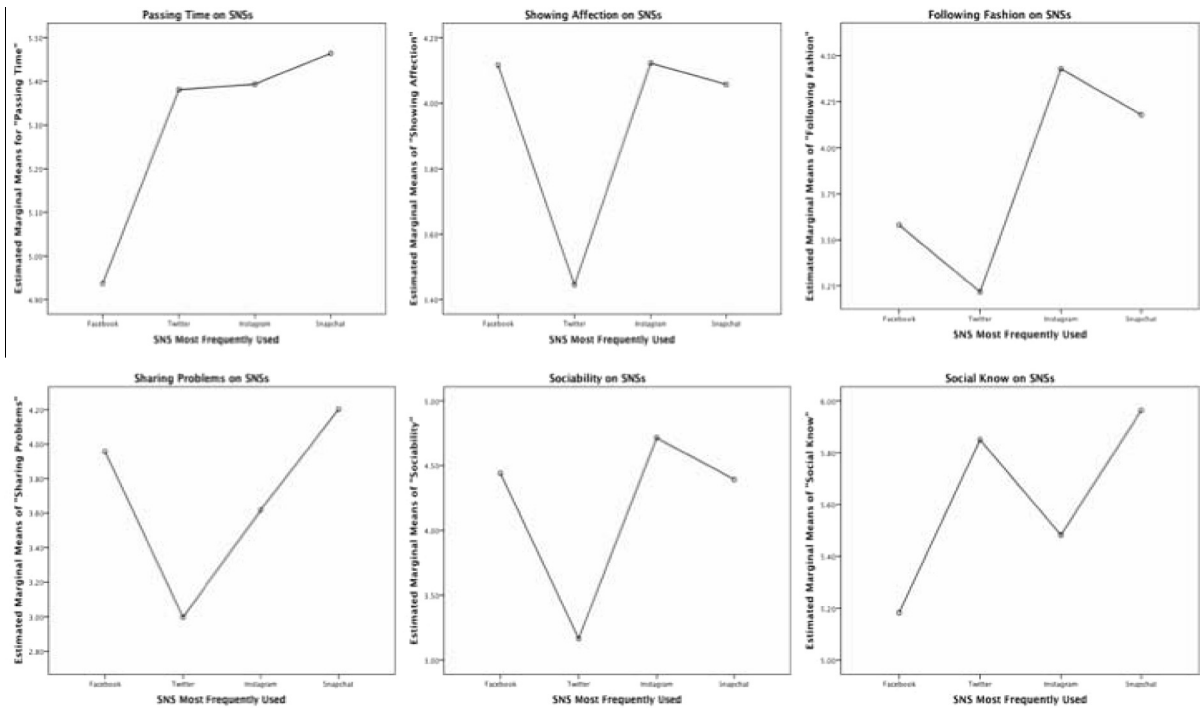 Passing Time on SNSs
Estimated Marginal Means for "Passing Time"
5.50
5.40
5.30
5.20
5.10
5.00
4.90
Facebook Twitter Instagram Snapchat
SNS Most Frequently Used
Showing Affection on SNSs
Estimated Marginal Means of "Showing Affection"
4.20
4.00
3.80
3.60
3.40
Facebook Twitter Instagram Snapchat
SNS Most Frequently Used
Following Fashion on SNSs
Estimated Marginal Means of "Following Fashion"
4.50
4.25
4.00
3.75
3.50
3.25
Facebook Twitter Instagram Snapchat
SNS Most Frequently Used
Sharing Problems on SNSs
Estimated Marginal Means of "Sharing Problems"
4.20
4.00
3.80
3.60
3.40
3.20
3.00
2.80
Facebook Twitter Instagram Snapchat
SNS Most Frequently Used
Sociability on SNSs
Estimated Marginal Means of "Sociability"
5.00
4.50
4.00
3.50
3.00
Facebook Twitter Instagram Snapchat
SNS Most Frequently Used
Social Know on SNSs
Estimated Marginal Means of "Social Know"
6.00
5.80
5.60
5.40
5.20
5.00
Facebook Twitter Instagram Snapchat
SNS Most Frequently Used